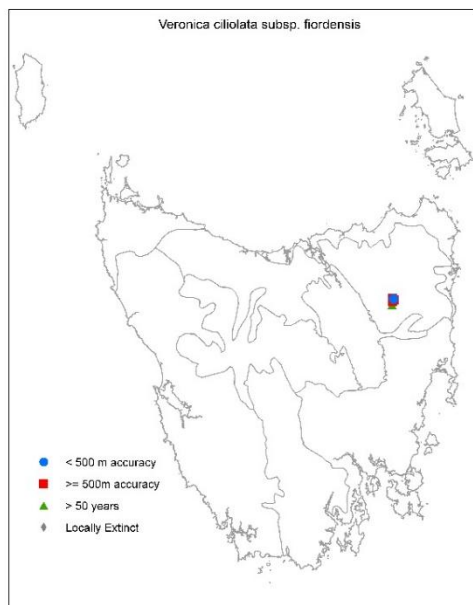 Veronica ciliolata subsp. fiordensis
< 500 m accuracy
>= 500m accuracy
> 50 years
Locally Extinct